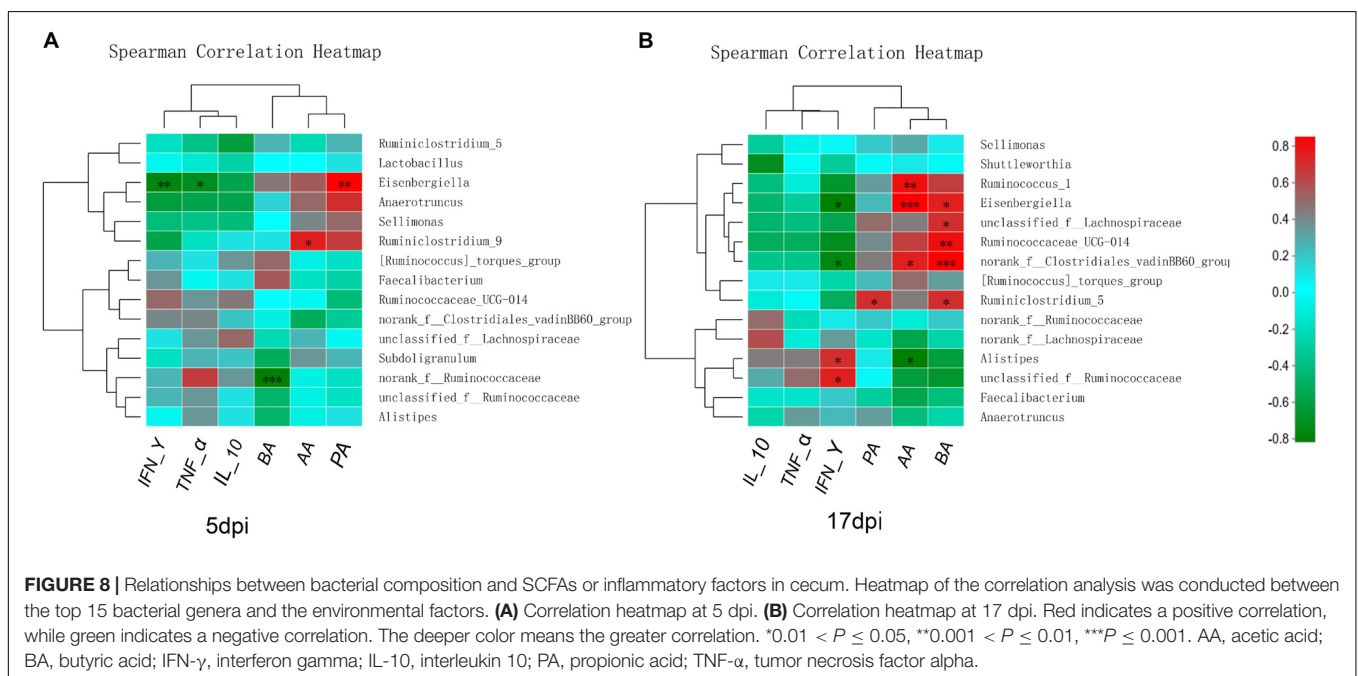 A
Spearman Correlation Heatmap
Ruminiclostridium_5
Lactobacillus
** * ** Eisenbergiella
Anaerotruncus
Sellimonas
* Ruminiclostridium_9
[Ruminococcus]_torques_group
Faecalibacterium
Ruminococcaceae_UCG-014
norank_f__Clostridiales_vadinBB60_group
unclassified_f__Lachnospiraceae
Subdoligranulum
*** norank_f__Ruminococcaceae
unclassified_f__Ruminococcaceae
Alistipes
IFN_γ TNF_α IL_10 BA AA PA
5dpi
B
Spearman Correlation Heatmap
Sellimonas
Shuttleworthia
** Ruminococcus_1
* *** * Eisenbergiella
* unclassified_f__Lachnospiraceae
** Ruminococcaceae_UCG-014
* * *** norank_f__Clostridiales_vadinBB60_group
[Ruminococcus]_torques_group
* * Ruminiclostridium_5
norank_f__Ruminococcaceae
norank_f__Lachnospiraceae
* * Alistipes
* unclassified_f__Ruminococcaceae
Faecalibacterium
Anaerotruncus
IL_10 TNF_α IFN_γ PA AA BA
17dpi
0.8
0.6
0.4
0.2
0.0
-0.2
-0.4
-0.6
-0.8
FIGURE 8 | Relationships between bacterial composition and SCFAs or inflammatory factors in cecum. Heatmap of the correlation analysis was conducted between
the top 15 bacterial genera and the environmental factors. (A) Correlation heatmap at 5 dpi. (B) Correlation heatmap at 17 dpi. Red indicates a positive correlation,
while green indicates a negative correlation. The deeper color means the greater correlation. *0.01 < P ≤ 0.05, **0.001 < P ≤ 0.01, ***P ≤ 0.001. AA, acetic acid;
BA, butyric acid; IFN-γ, interferon gamma; IL-10, interleukin 10; PA, propionic acid; TNF-α, tumor necrosis factor alpha.